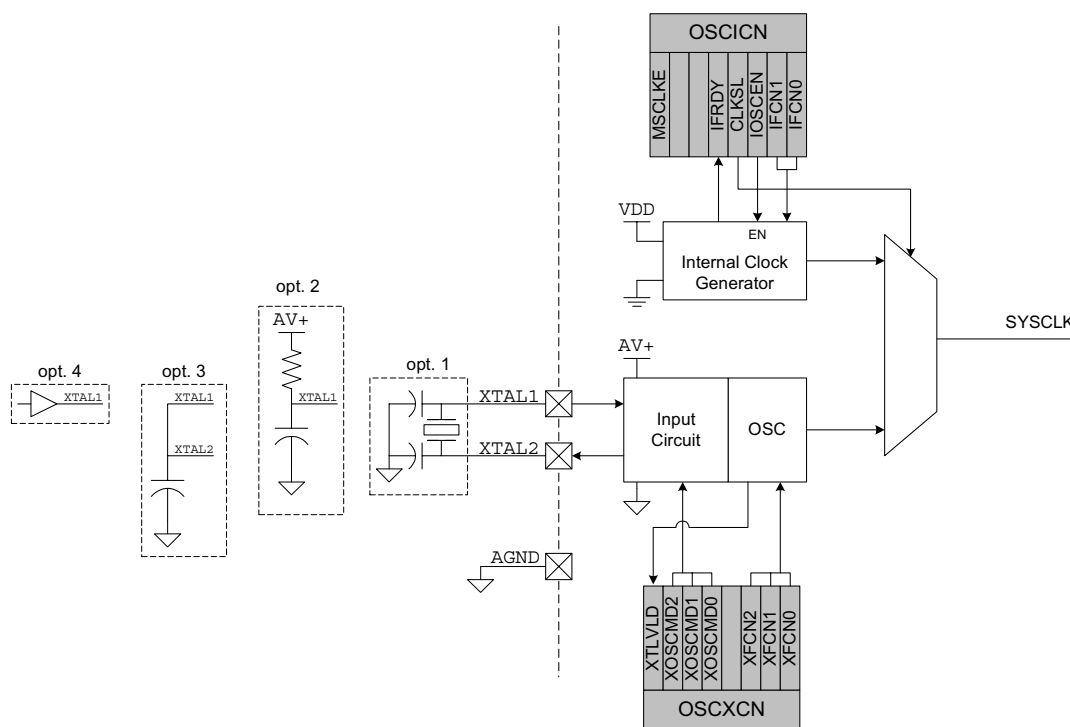 OSCICN
MSCLKE
IFRDY
CLKSL
IOSCEN
IFCN1
IFCN0
VDD
EN
Internal Clock
Generator
SYSCLK
opt. 4
XTAL1
opt. 3
XTAL1
XTAL2
opt. 2
AV+
XTAL1
opt. 1
XTAL1
XTAL2
AV+
Input
Circuit
OSC
AGND
XTLVLD
XOSCMD2
XOSCMD1
XOSCMD0
XFCN2
XFCN1
XFCN0
OSCXCN